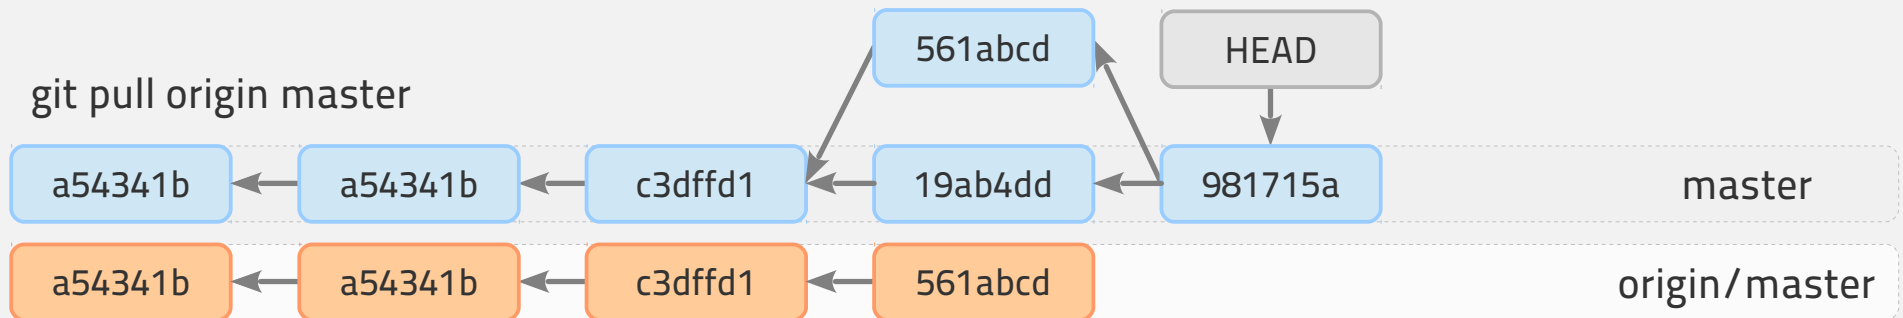 561abcd HEAD
git pull origin master
a54341b a54341b c3dffd1 19ab4dd 981715a master
a54341b a54341b c3dffd1 561abcd origin/master